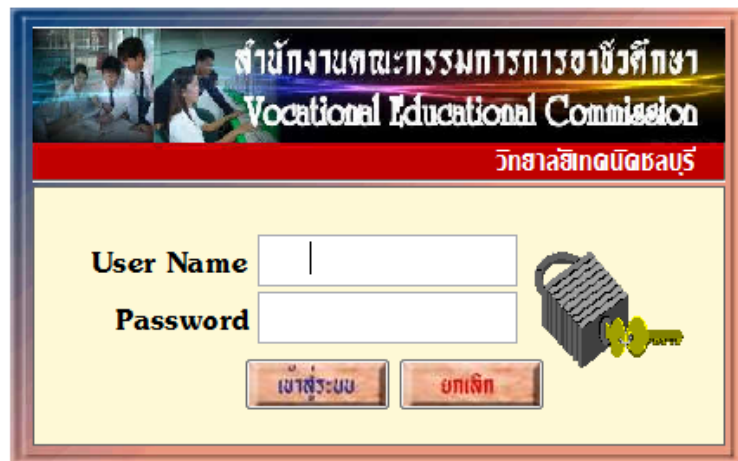 สำนักงานคณะกรรมการการอาชีวศึกษา
Vocational Educational Commission
วิทยาลัยเทคนิคชลบุรี
User Name
Password
เข้าสู่ระบบ
ยกเลิก